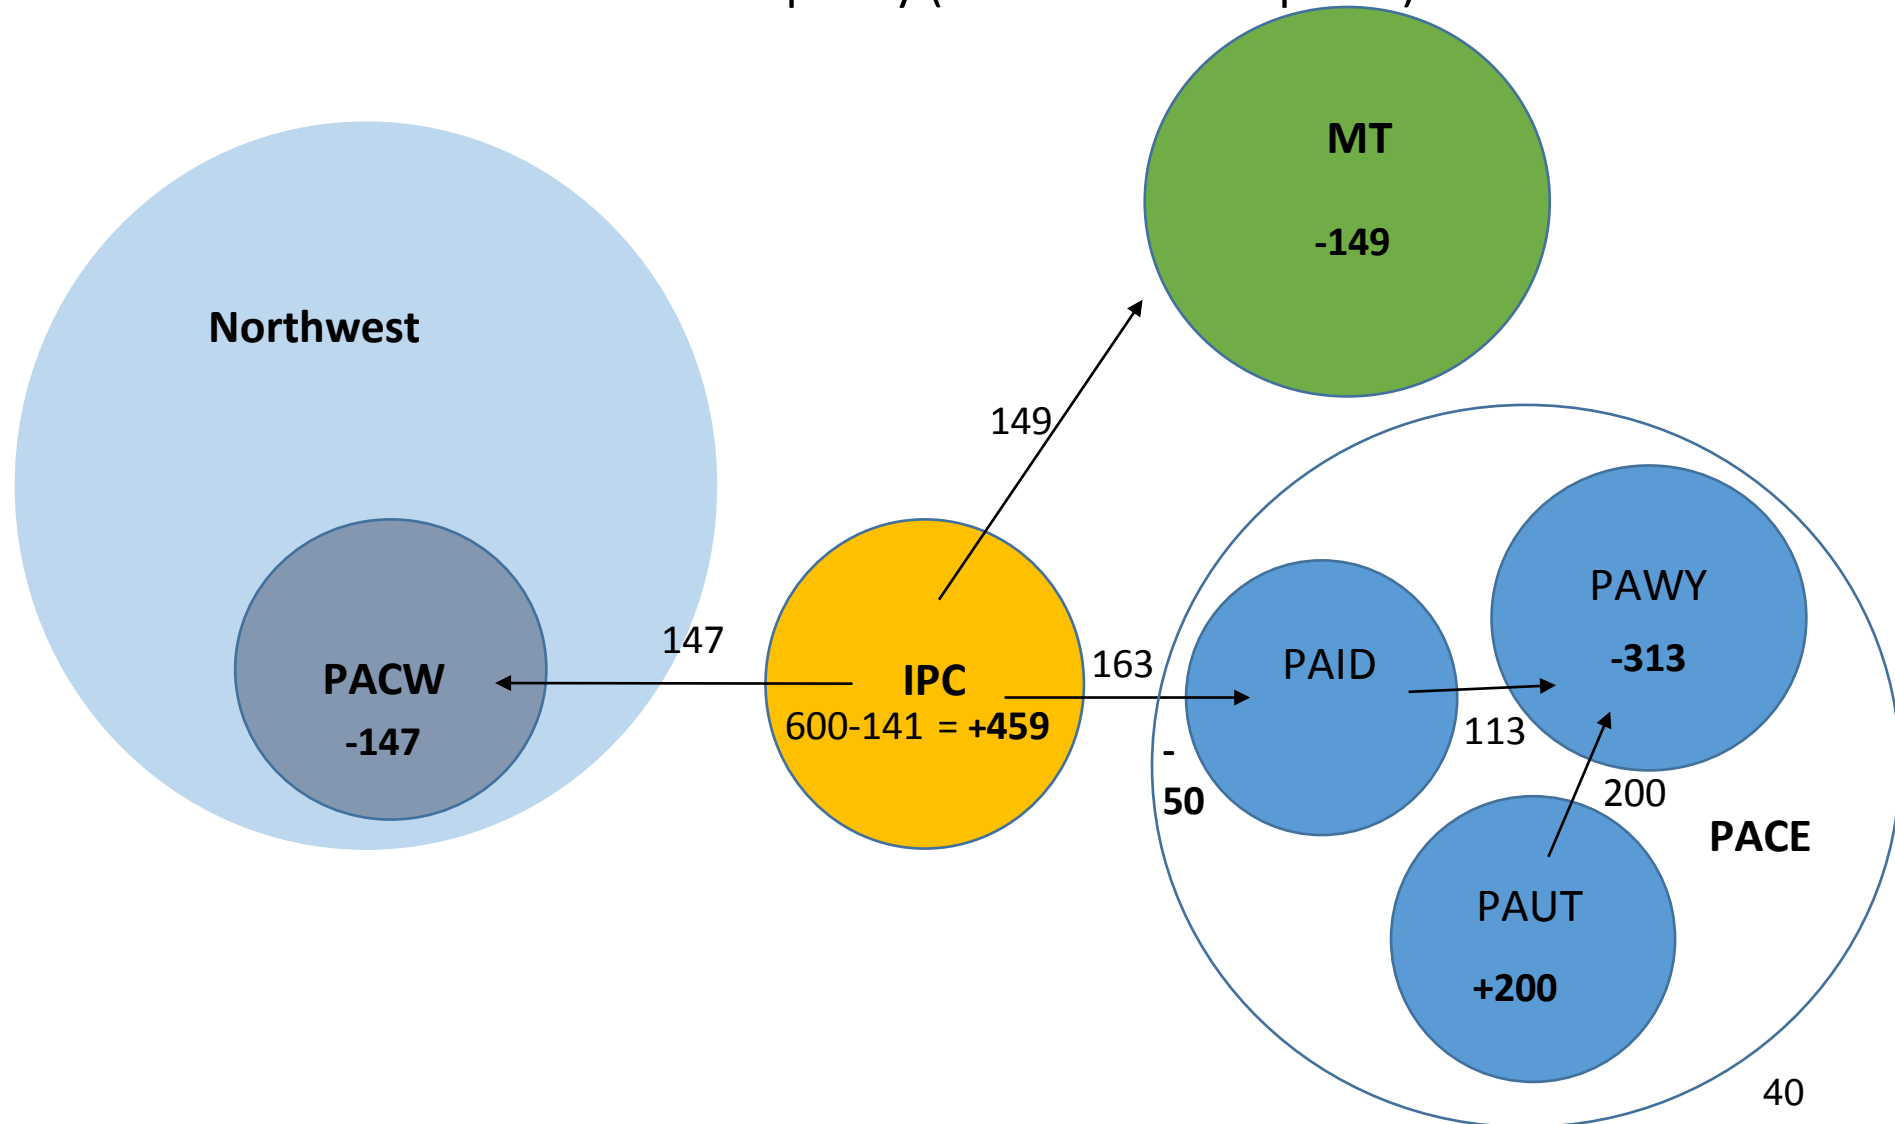 MT
-149
Northwest
149
PAWY
-313
147
163
PAID
PACW
-147
IPC
600-141 = +459
113
-
50
200
PACE
PAUT
+200
40